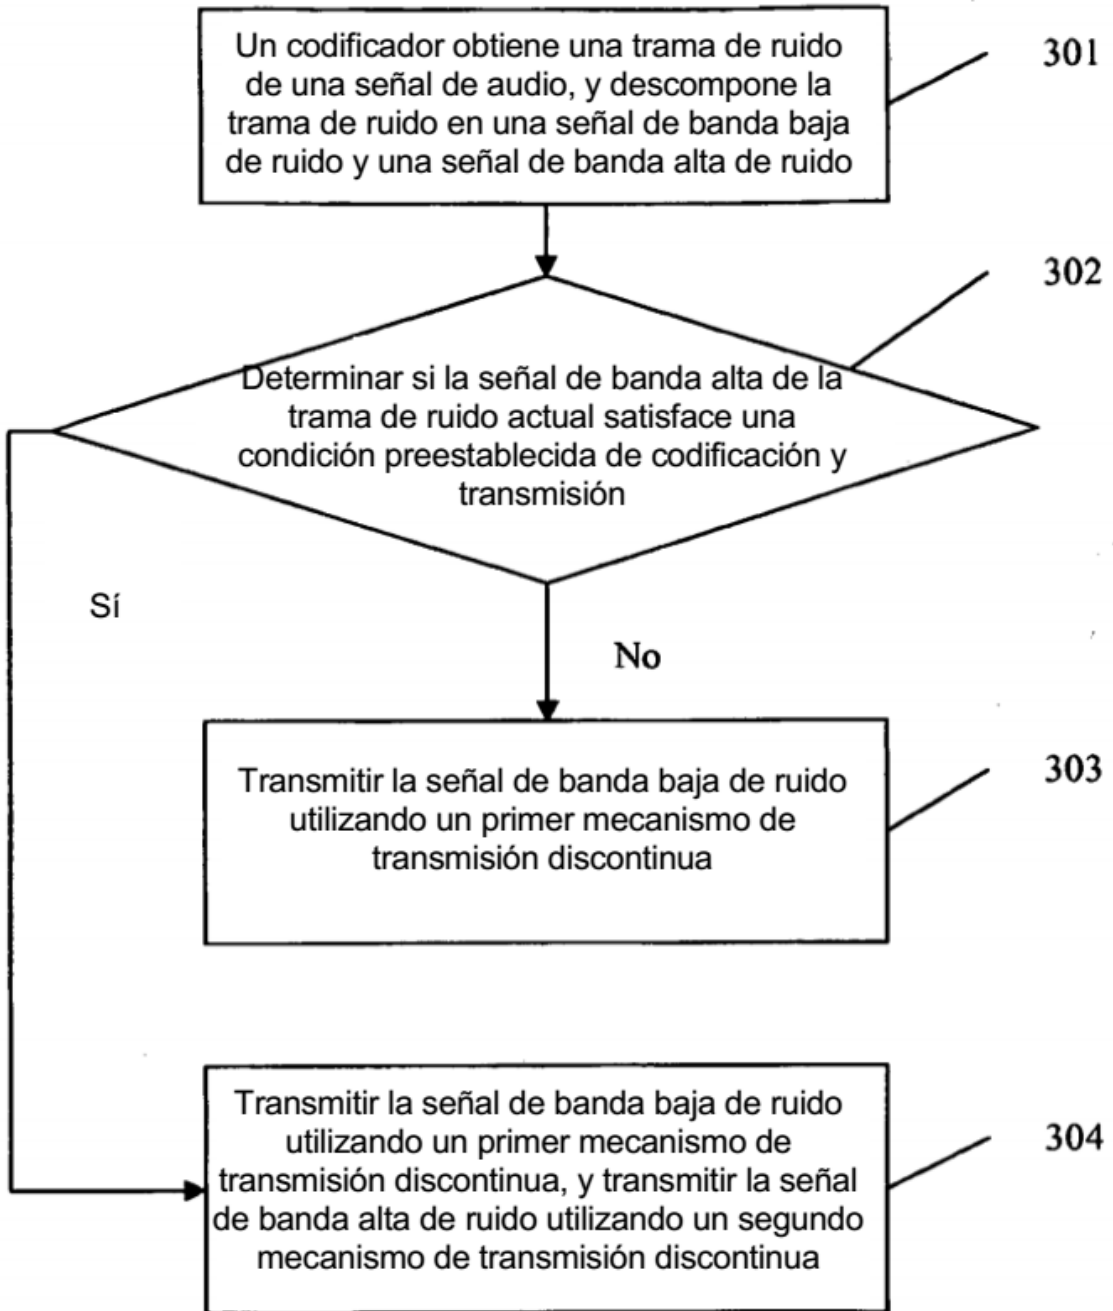 Un codificador obtiene una trama de ruido
de una señal de audio, y descompone la
trama de ruido en una señal de banda baja
de ruido y una señal de banda alta de ruido
301
302
Determinar si la señal de banda alta de la
trama de ruido actual satisface una
condición preestablecida de codificación y
transmisión
Sí
No
Transmitir la señal de banda baja de ruido
utilizando un primer mecanismo de
transmisión discontinua
303
Transmitir la señal de banda baja de ruido
utilizando un primer mecanismo de
transmisión discontinua, y transmitir la señal
de banda alta de ruido utilizando un segundo
mecanismo de transmisión discontinua
304